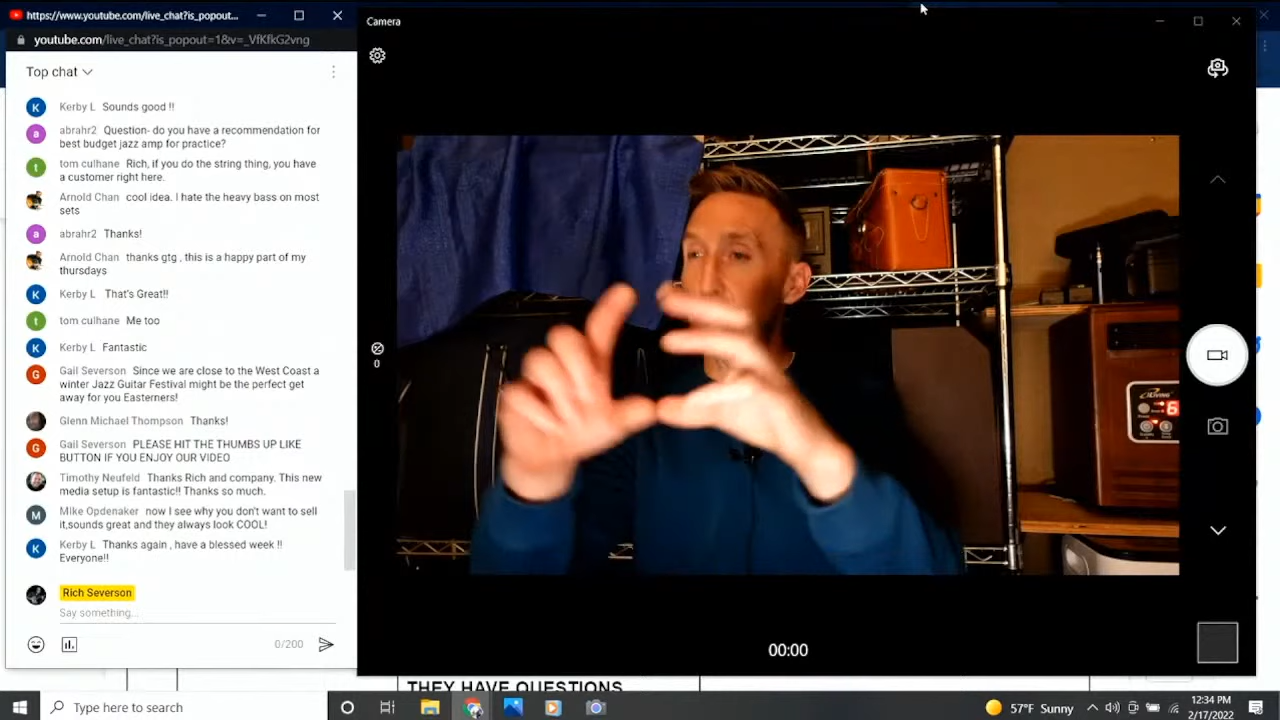 https://www.youtube.com/live_chat?is_popout...
youtube.com/live_chat?is_popout=1&v=_VfKfkG2vng
Top chat
Kerby L Sounds good !!
abrahr2 Question- do you have a recommendation for
best budget jazz amp for practice?
tom culhane Rich, if you do the string thing, you have
a customer right here.
Arnold Chan cool idea. I hate the heavy bass on most
sets
abrahr2 Thanks!
Arnold Chan thanks gtg , this is a happy part of my
thursdays
Kerby L That's Great!!
tom culhane Me too
Kerby L Fantastic
Gail Severson Since we are close to the West Coast a
winter Jazz Guitar Festival might be the perfect get
away for you Easterners!
Glenn Michael Thompson Thanks!
Gail Severson PLEASE HIT THE THUMBS UP LIKE
BUTTON IF YOU ENJOY OUR VIDEO
Timothy Neufeld Thanks Rich and company. This new
media setup is fantastic!! Thanks so much.
Mike Opdenaker now I see why you don't want to sell
it,sounds great and they always look COOL!
Kerby L Thanks again , have a blessed week !!
Everyone!!
Rich Severson
Say something...
0/200
Camera
0
00:00
THEY HAVE QUESTIONS
Type here to search
57°F Sunny
12:34 PM
2/17/2022